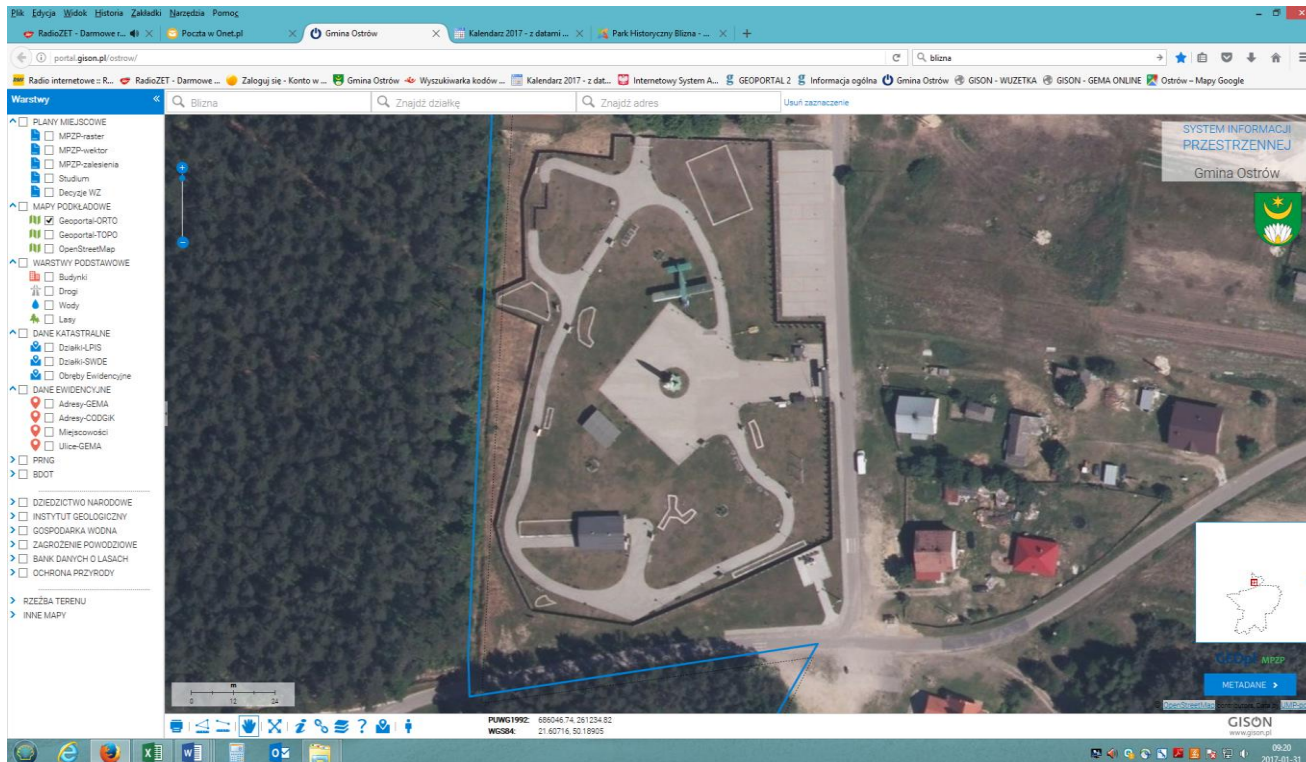 Plik Edycja Widok Historia Zakładki Narzędzia Pomoc
RadioZET - Darmowe r...
Poczta w Onet.pl
Gmina Ostrów
Kalendarz 2017 - z datami ...
Park Historyczny Blizna - ...
portal.gison.pl/ostrow/
blizna
Radio internetowe :: R...
RadioZET - Darmowe ...
Zaloguj się - Konto w ...
Gmina Ostrów
Wyszukiwarka kodów ...
Kalendarz 2017 - z dat...
Internetowy System A...
GEOPORTAL 2
Informacja ogólna
Gmina Ostrów
GISON - WUZETKA
GISON - GEMA ONLINE
Ostrów – Mapy Google
Warstwy
Blizna
Znajdź działkę
Znajdź adres
Usuń zaznaczenie
PLANY MIEJSCOWE
MPZP-raster
MPZP-wektor
MPZP-zalesienia
Studium
Decyzje WZ
MAPY PODKŁADOWE
Geoportal-ORTO
Geoportal-TOPO
OpenStreetMap
WARSTWY PODSTAWOWE
Budynki
Drogi
Wody
Lasy
DANE KATASTRALNE
Działki-LPIS
Działki-SWDE
Obręby Ewidencyjne
DANE EWIDENCYJNE
Adresy-GEMA
Adresy-CODGiK
Miejscowości
Ulice-GEMA
PRNG
BDOT
DZIEDZICTWO NARODOWE
INSTYTUT GEOLOGICZNY
GOSPODARKA WODNA
ZAGROŻENIE POWODZIOWE
BANK DANYCH O LASACH
OCHRONA PRZYRODY
RZEŹBA TERENU
INNE MAPY
SYSTEM INFORMACJI
PRZESTRZENNEJ
Gmina Ostrów
MPZP
METADANE
m
0 12 24
PUWG1992: 686046.74, 261234.82
WGS84: 21.60716, 50.18905
GISON
www.gison.pl
09:20
2017-01-31